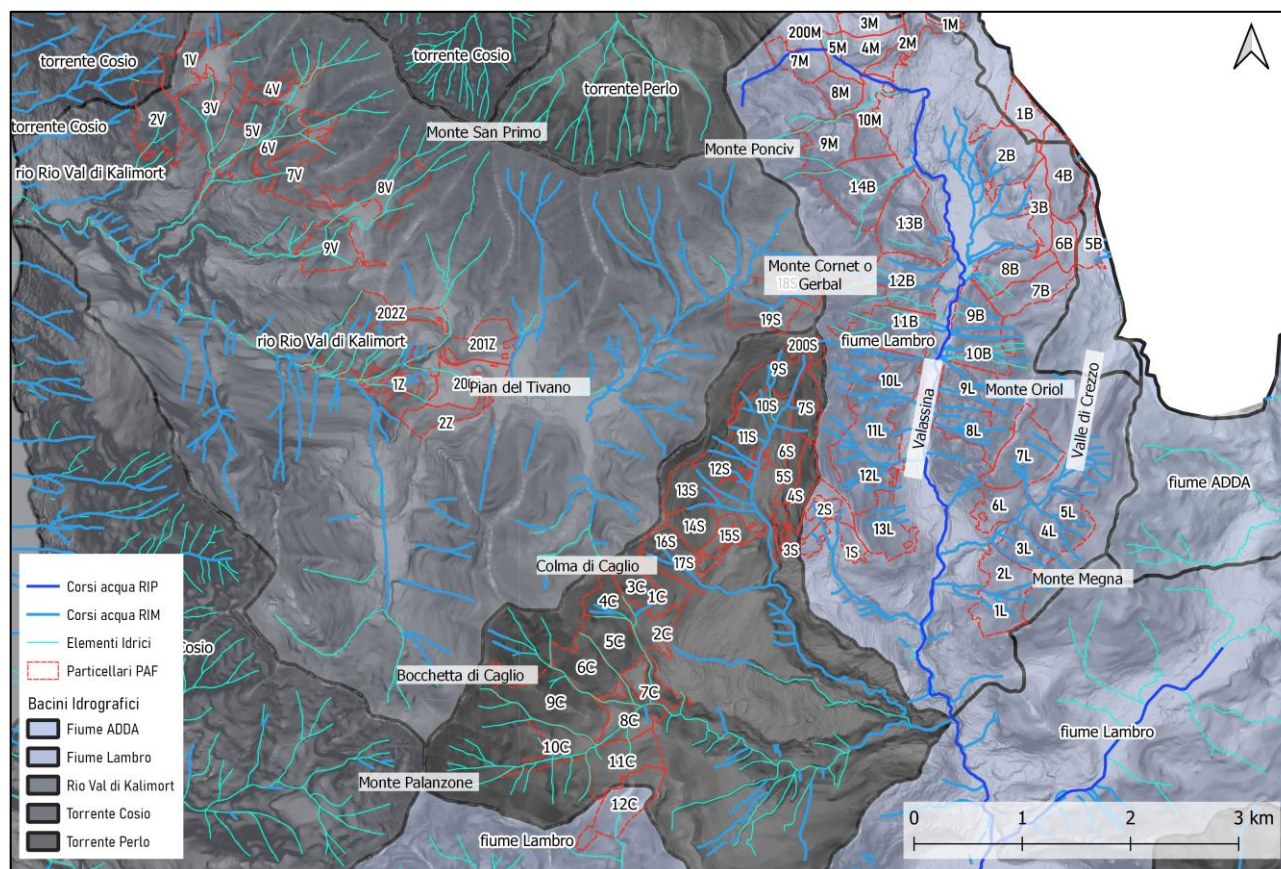 200M
3M
1M
5M
4M
2M
7M
8M
10M
9M
14B
13B
1B
2B
4B
3B
6B
5B
8B
7B
12B
9B
11B
10B
torrente Cosio
torrente Cosio
torrente Cosio
torrente Perlo
1V
2V
3V
4V
5V
6V
7V
8V
9V
Monte San Primo
Monte Ponciv
rio Rio Val di Kalimort
Monte Cornet o
Gerbal
18S
19S
202Z
rio Rio Val di Kalimort
201Z
1Z
Pian del Tivano
2Z
fiume Lambro
200S
9S
10S
7S
11S
6S
12S
5S
13S
4S
14S
15S
16S
17S
3S
2S
1S
10L
9L
Monte Oriol
11L
8L
Valassina
Valle di Crezzo
7L
12L
6L
5L
13L
4L
3L
2L
Monte Megna
1L
fiume ADDA
Colma di Caglio
3C
1C
4C
2C
5C
6C
Bocchetta di Caglio
7C
9C
8C
10C
11C
Monte Palanzone
12C
fiume Lambro
fiume Lambro
Corsi acqua RIP
Corsi acqua RIM
Elementi Idrici
Particellari PAF
Bacini Idrografici
Fiume ADDA
Fiume Lambro
Rio Val di Kalimort
Torrente Cosio
Torrente Perlo
0 1 2 3 km